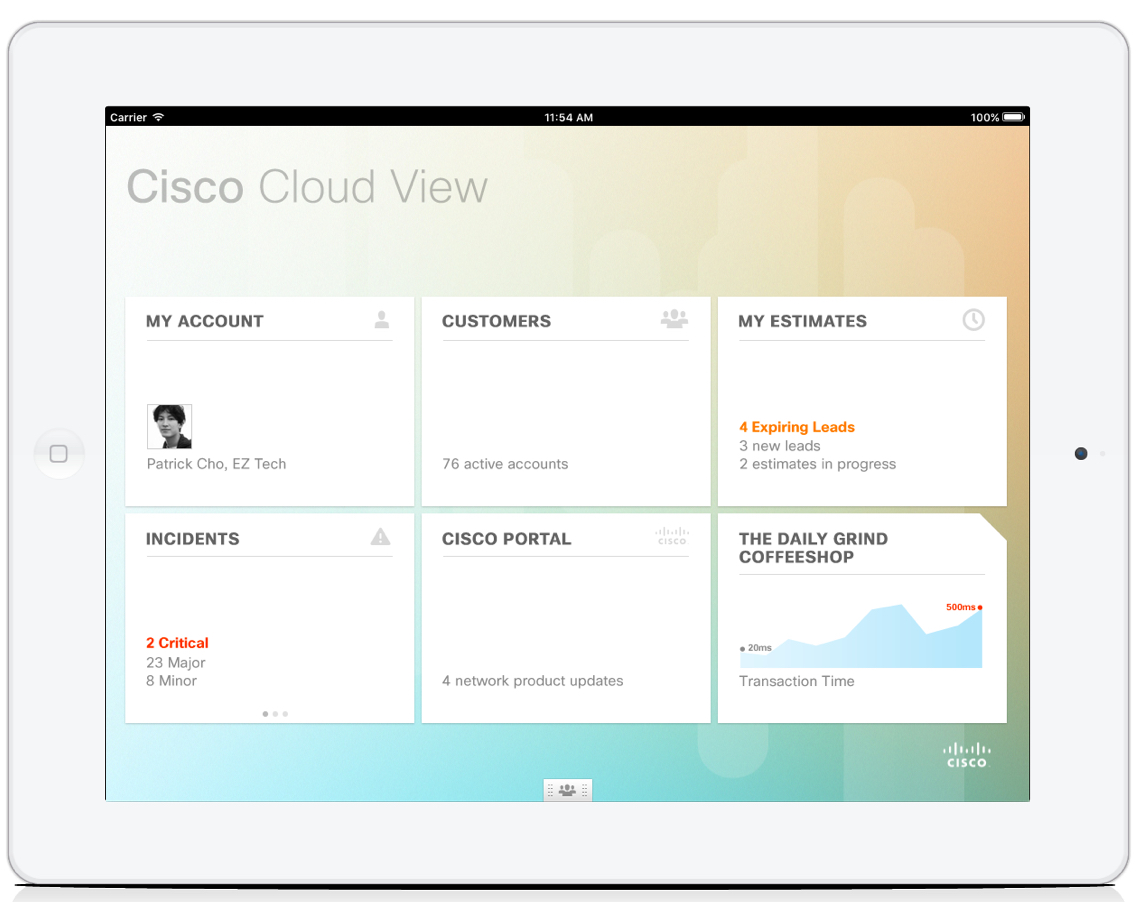 Carrier 11:54 AM 100%
Cisco Cloud View
MY ACCOUNT
Patrick Cho, EZ Tech
CUSTOMERS
76 active accounts
MY ESTIMATES
4 Expiring Leads
3 new leads
2 estimates in progress
INCIDENTS
2 Critical
23 Major
8 Minor
CISCO PORTAL
CISCO
4 network product updates
THE DAILY GRIND
COFFEESHOP
500ms
20ms
Transaction Time
CISCO